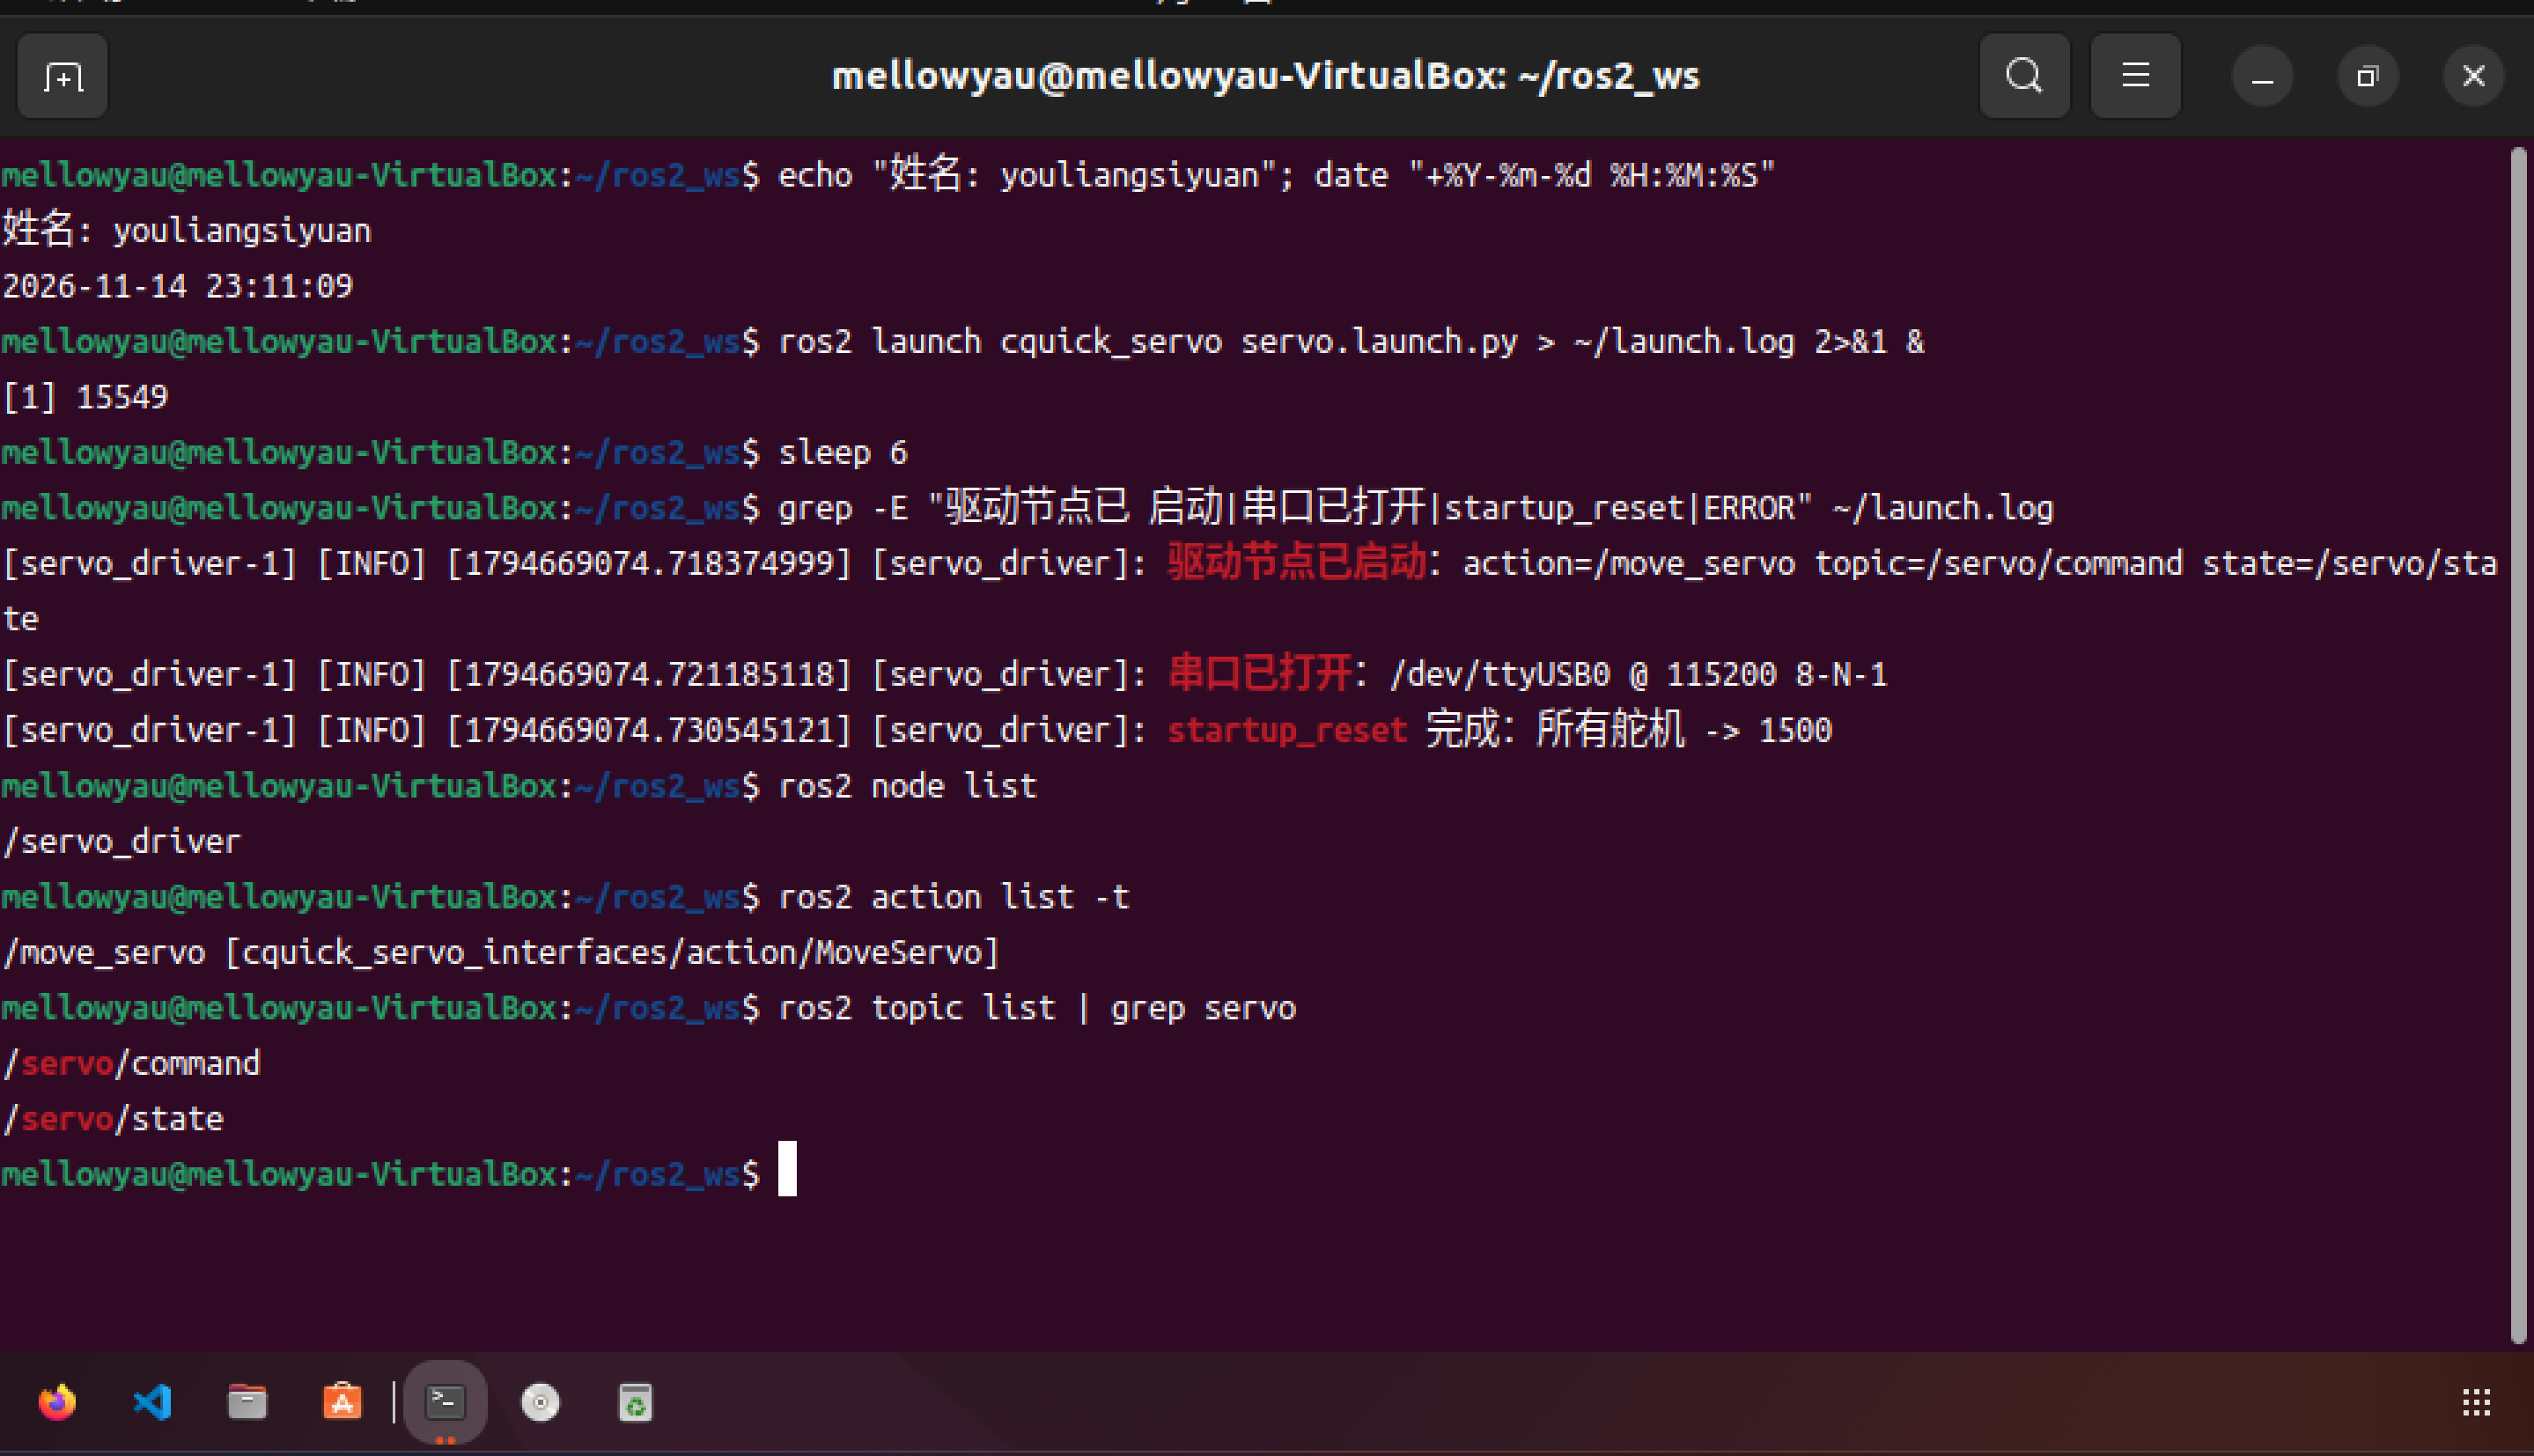 mellowyau@mellowyau-VirtualBox: ~/ros2_ws
mellowyau@mellowyau-VirtualBox:~/ros2_ws$ echo "姓名: youliangsiyuan"; date "+%Y-%m-%d %H:%M:%S"
姓名: youliangsiyuan
2026-11-14 23:11:09
mellowyau@mellowyau-VirtualBox:~/ros2_ws$ ros2 launch cquick_servo servo.launch.py > ~/launch.log 2>&1 &
[1] 15549
mellowyau@mellowyau-VirtualBox:~/ros2_ws$ sleep 6
mellowyau@mellowyau-VirtualBox:~/ros2_ws$ grep -E "驱动节点已 启动|串口已打开|startup_reset|ERROR" ~/launch.log
[servo_driver-1] [INFO] [1794669074.718374999] [servo_driver]: 驱动节点已启动: action=/move_servo topic=/servo/command state=/servo/sta
te
[servo_driver-1] [INFO] [1794669074.721185118] [servo_driver]: 串口已打开: /dev/ttyUSB0 @ 115200 8-N-1
[servo_driver-1] [INFO] [1794669074.730545121] [servo_driver]: startup_reset 完成: 所有舵机 -> 1500
mellowyau@mellowyau-VirtualBox:~/ros2_ws$ ros2 node list
/servo_driver
mellowyau@mellowyau-VirtualBox:~/ros2_ws$ ros2 action list -t
/move_servo [cquick_servo_interfaces/action/MoveServo]
mellowyau@mellowyau-VirtualBox:~/ros2_ws$ ros2 topic list | grep servo
/servo/command
/servo/state
mellowyau@mellowyau-VirtualBox:~/ros2_ws$